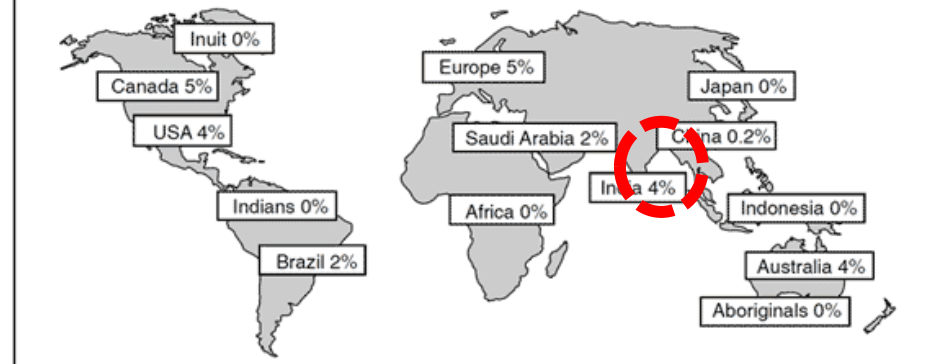 Inuit 0%
Canada 5%
USA 4%
Indians 0%
Brazil 2%
Europe 5%
Saudi Arabia 2%
Africa 0%
Japan 0%
China 0.2%
India 4%
Indonesia 0%
Australia 4%
Aboriginals 0%